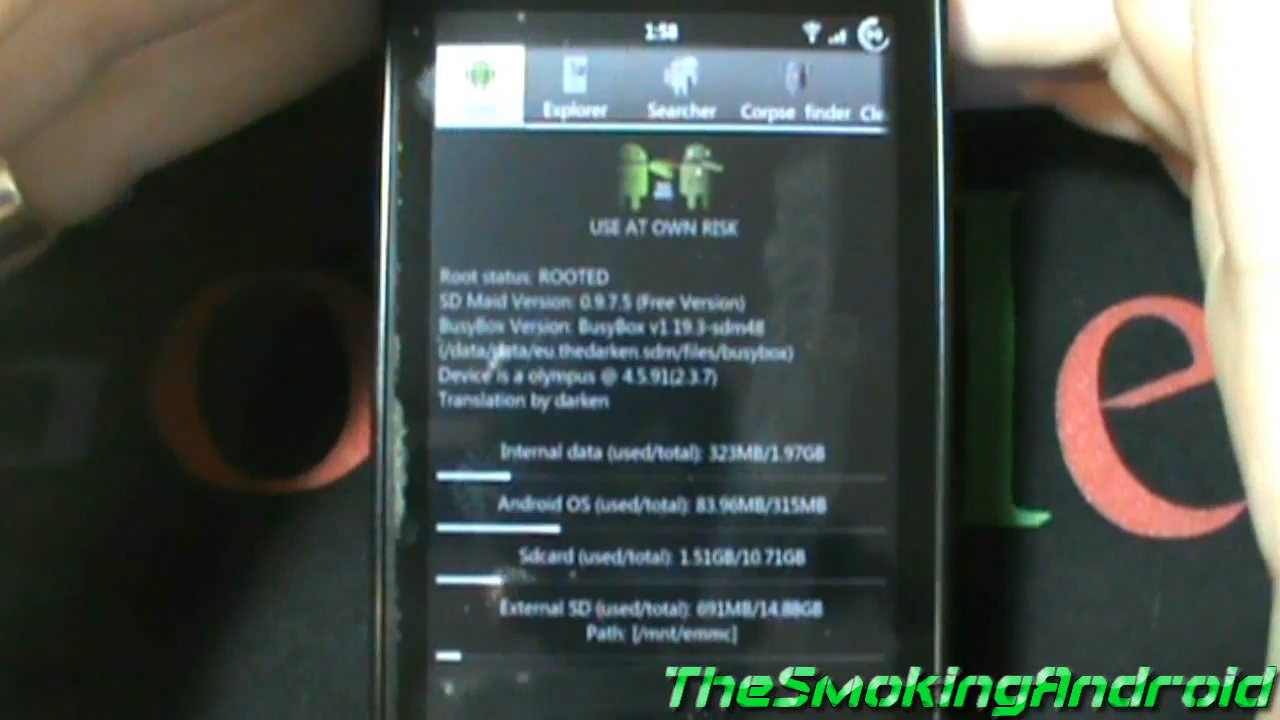 1:58
Explorer Searcher Corpse finder Cl
USE AT OWN RISK
Root status: ROOTED
SD Maid Version: 0.9.7.5 (Free Version)
BusyBox Version: BusyBox v1.19.3-sdm48
(/data/data/eu.thedarken.sdm/files/busybox)
Device is a olympus @ 4.5.91(2.3.7)
Translation by darken
Internal data (used/total): 323MB/1.97GB
Android OS (used/total): 83.96MB/315MB
Sdcard (used/total): 1.51GB/10.71GB
External SD (used/total): 691MB/14.88GB
Path: [/mnt/emmc]
o le
TheSmokingAndroid